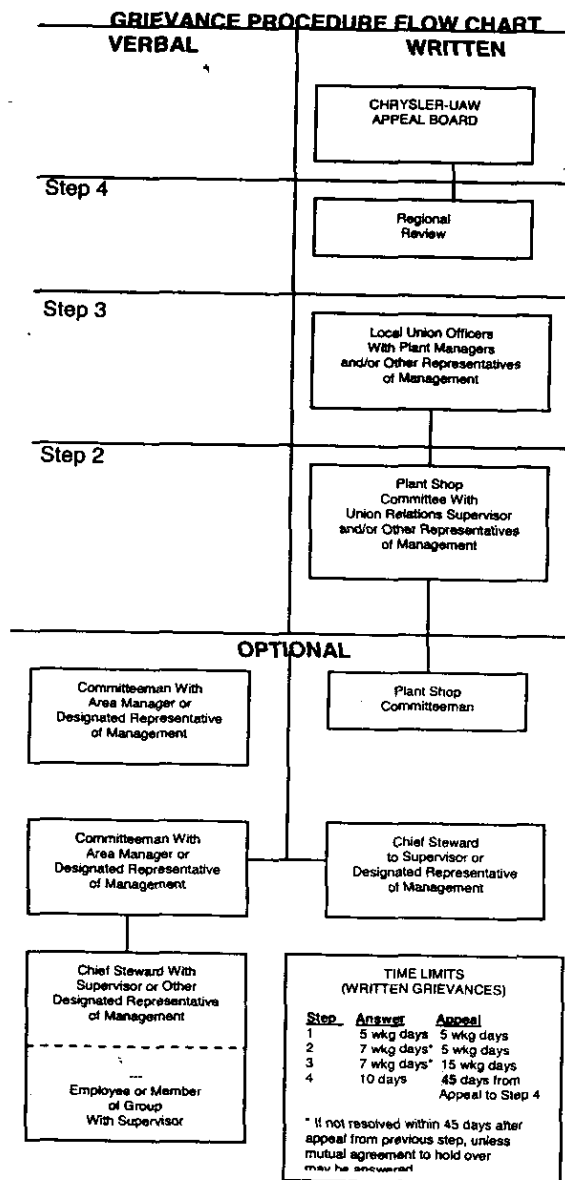 GRIEVANCE PROCEDURE FLOW CHART
VERBAL
WRITTEN
CHRYSLER-UAW
APPEAL BOARD
Step 4
Regional
Review
Step 3
Local Union Officers
With Plant Managers
and/or Other Representatives
of Management
Step 2
Plant Shop
Committee With
Union Relations Supervisor
and/or Other Representatives
of Management
OPTIONAL
Committeeman With
Area Manager or
Designated Representative
of Management
Plant Shop
Committeeman
Committeeman With
Area Manager or
Designated Representative
of Management
Chief Steward
to Supervisor or
Designated Representative
of Management
Chief Steward With
Supervisor or Other
Designated Representative
of Management
Employee or Member
of Group
With Supervisor
TIME LIMITS
(WRITTEN GRIEVANCES)
Step Answer Appeal
1 5 wkg days 5 wkg days
2 7 wkg days* 5 wkg days
3 7 wkg days* 15 wkg days
4 10 days 45 days from
Appeal to Step 4
* If not resolved within 45 days after
appeal from previous step, unless
mutual agreement to hold over
may be answered